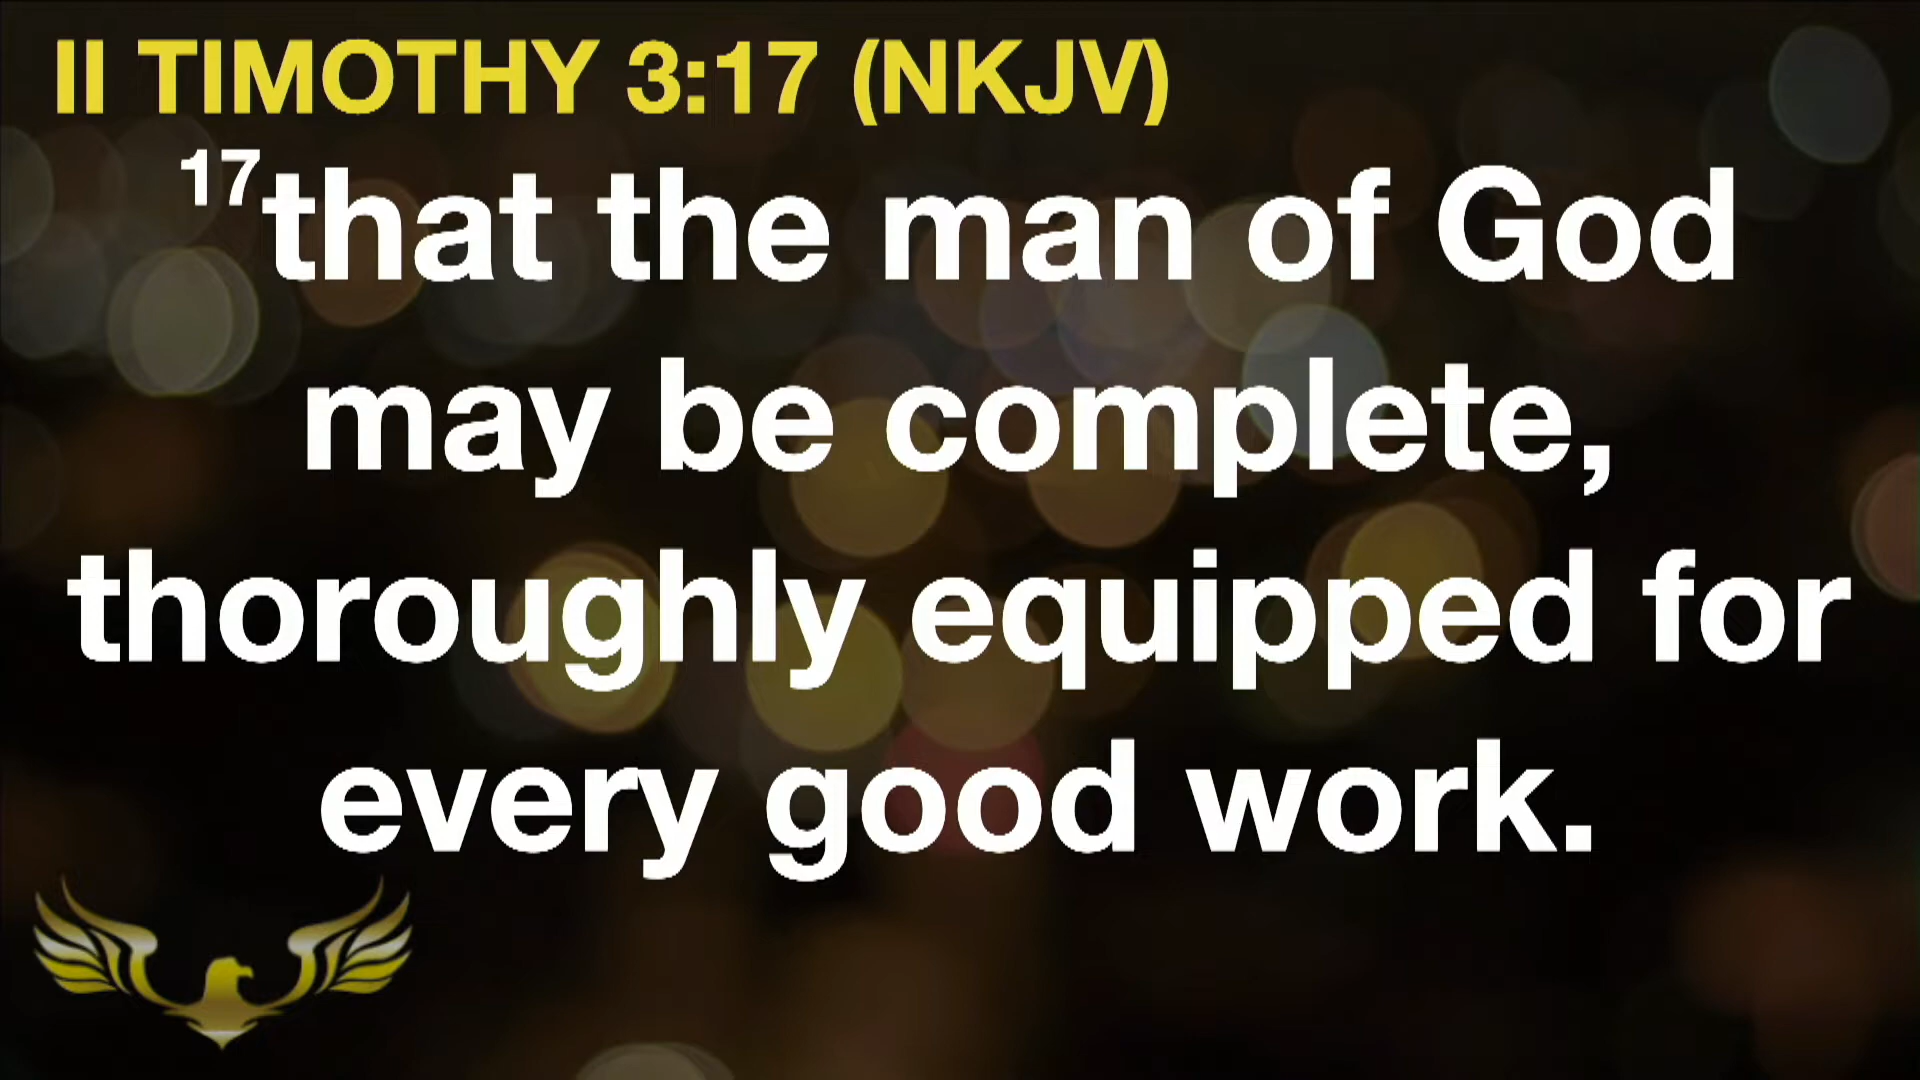 II TIMOTHY 3:17 (NKJV)
17that the man of God
may be complete,
thoroughly equipped for
every good work.